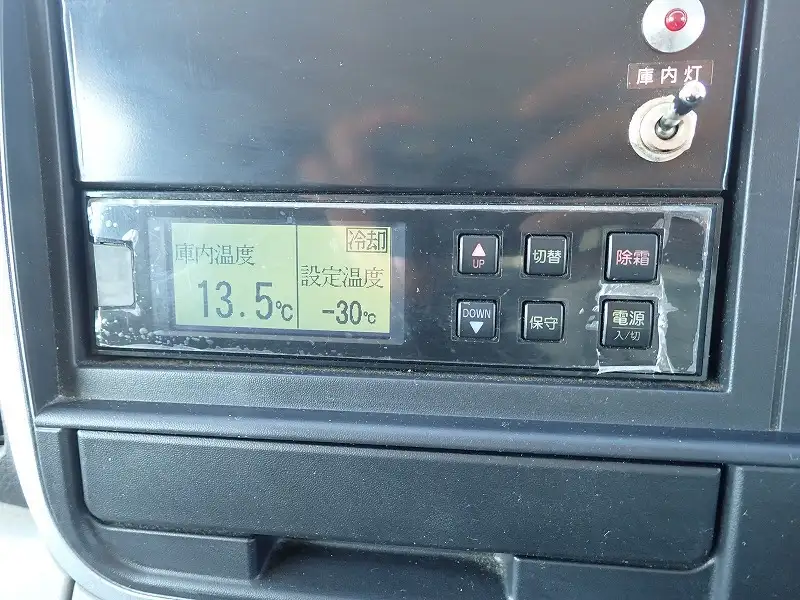 庫内灯
庫内温度
13.5℃
冷却
設定温度
-30℃
▲
UP
切替
除霜
DOWN
▼
保守
電源
入/切